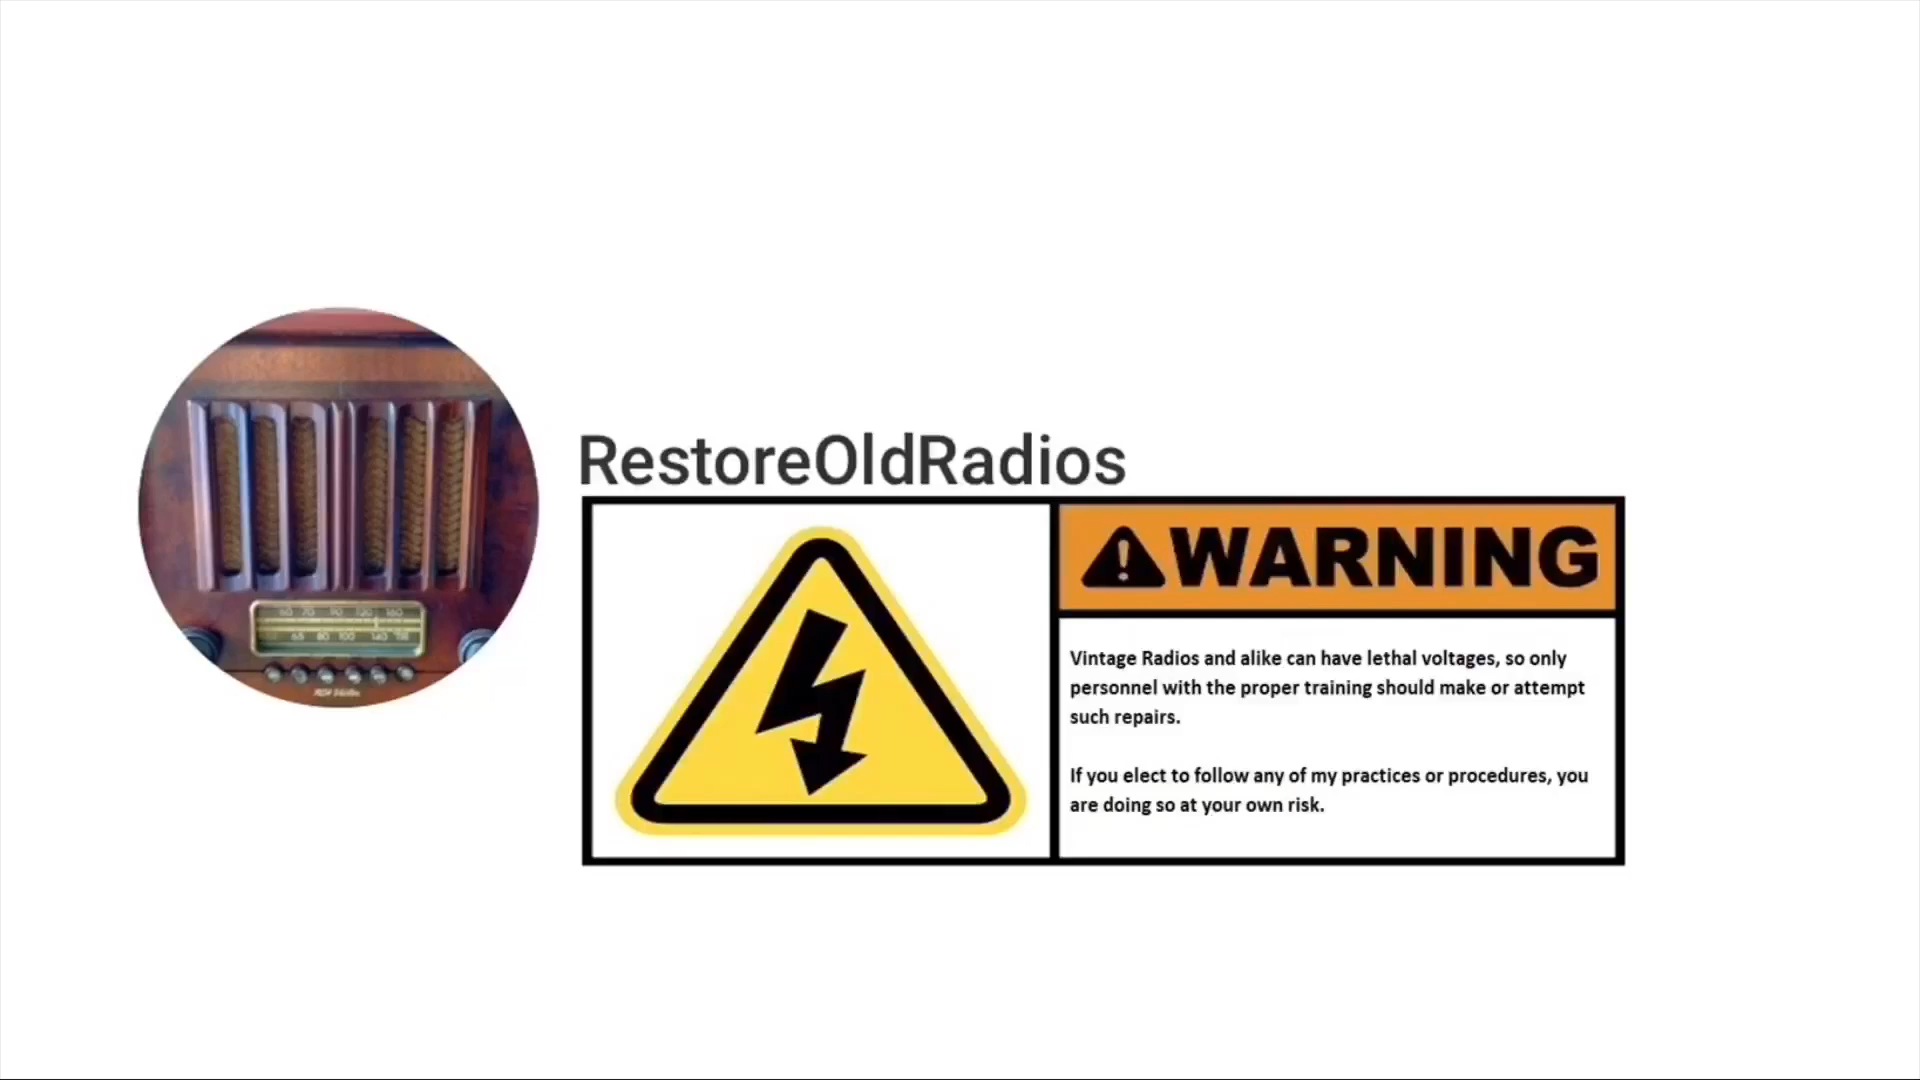 RestoreOldRadios
WARNING
Vintage Radios and alike can have lethal voltages, so only
personnel with the proper training should make or attempt
such repairs.
If you elect to follow any of my practices or procedures, you
are doing so at your own risk.